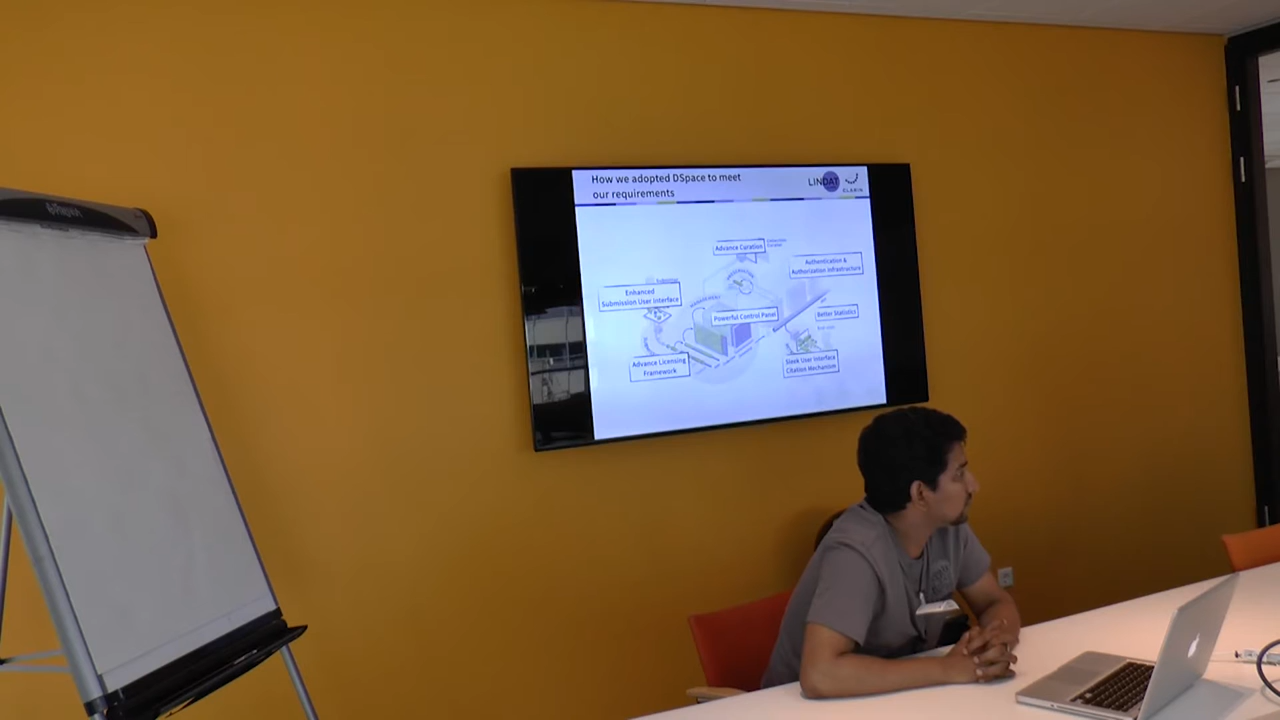 How we adopted DSpace to meet
our requirements
LINDAT
CLARIN
Advance Curation
Authentication &
Authorization Infrastructure
Enhanced
Submission User Interface
Powerful Control Panel
Better Statistics
Advance Licensing
Framework
Sleek User Interface
Citation Mechanism